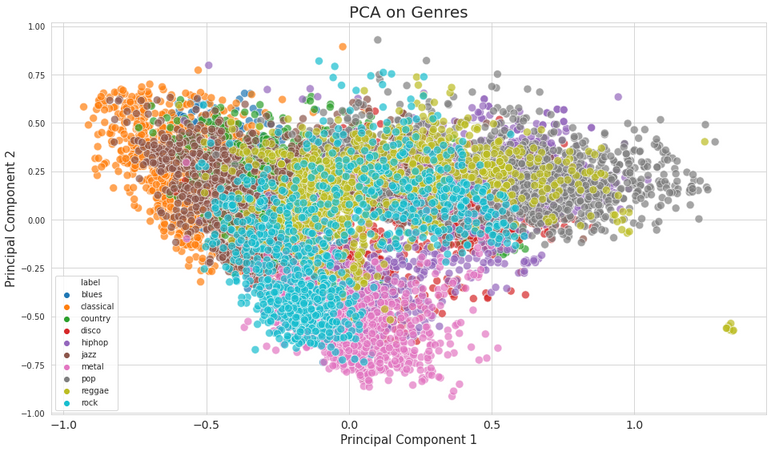 PCA on Genres
1.00
0.75
0.50
0.25
0.00
−0.25
−0.50
−0.75
−1.00
Principal Component 2
label
blues
classical
country
disco
hiphop
jazz
metal
pop
reggae
rock
−1.0 −0.5 0.0 0.5 1.0
Principal Component 1